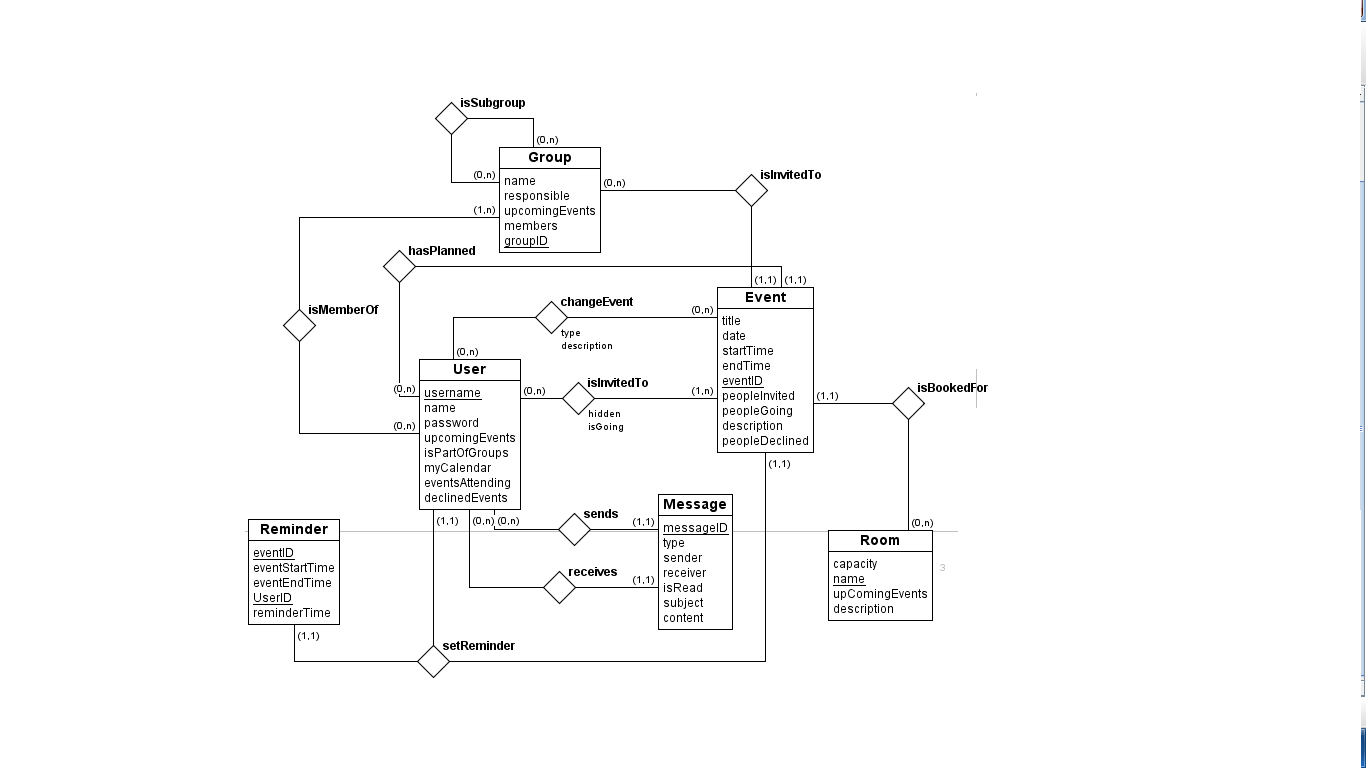 isSubgroup
(0,n)
Group
(0,n)
name
responsible
upcomingEvents
members
groupID
(0,n)
isInvitedTo
(1,n)
hasPlanned
(1,1) (1,1)
isMemberOf
changeEvent
type
description
(0,n)
(0,n)
Event
title
date
startTime
endTime
eventID
peopleInvited
peopleGoing
description
peopleDeclined
User
username
name
password
upcomingEvents
isPartOfGroups
myCalendar
eventsAttending
declinedEvents
(0,n)
(0,n)
(0,n)
isInvitedTo
hidden
isGoing
(1,n)
(1,1)
isBookedFor
(1,1)
(0,n)
(1,1)
(0,n)
(0,n)
sends
(1,1)
receives
(1,1)
Message
messageID
type
sender
receiver
isRead
subject
content
Room
capacity
name
upComingEvents
description
3
Reminder
eventID
eventStartTime
eventEndTime
UserID
reminderTime
(1,1)
setReminder